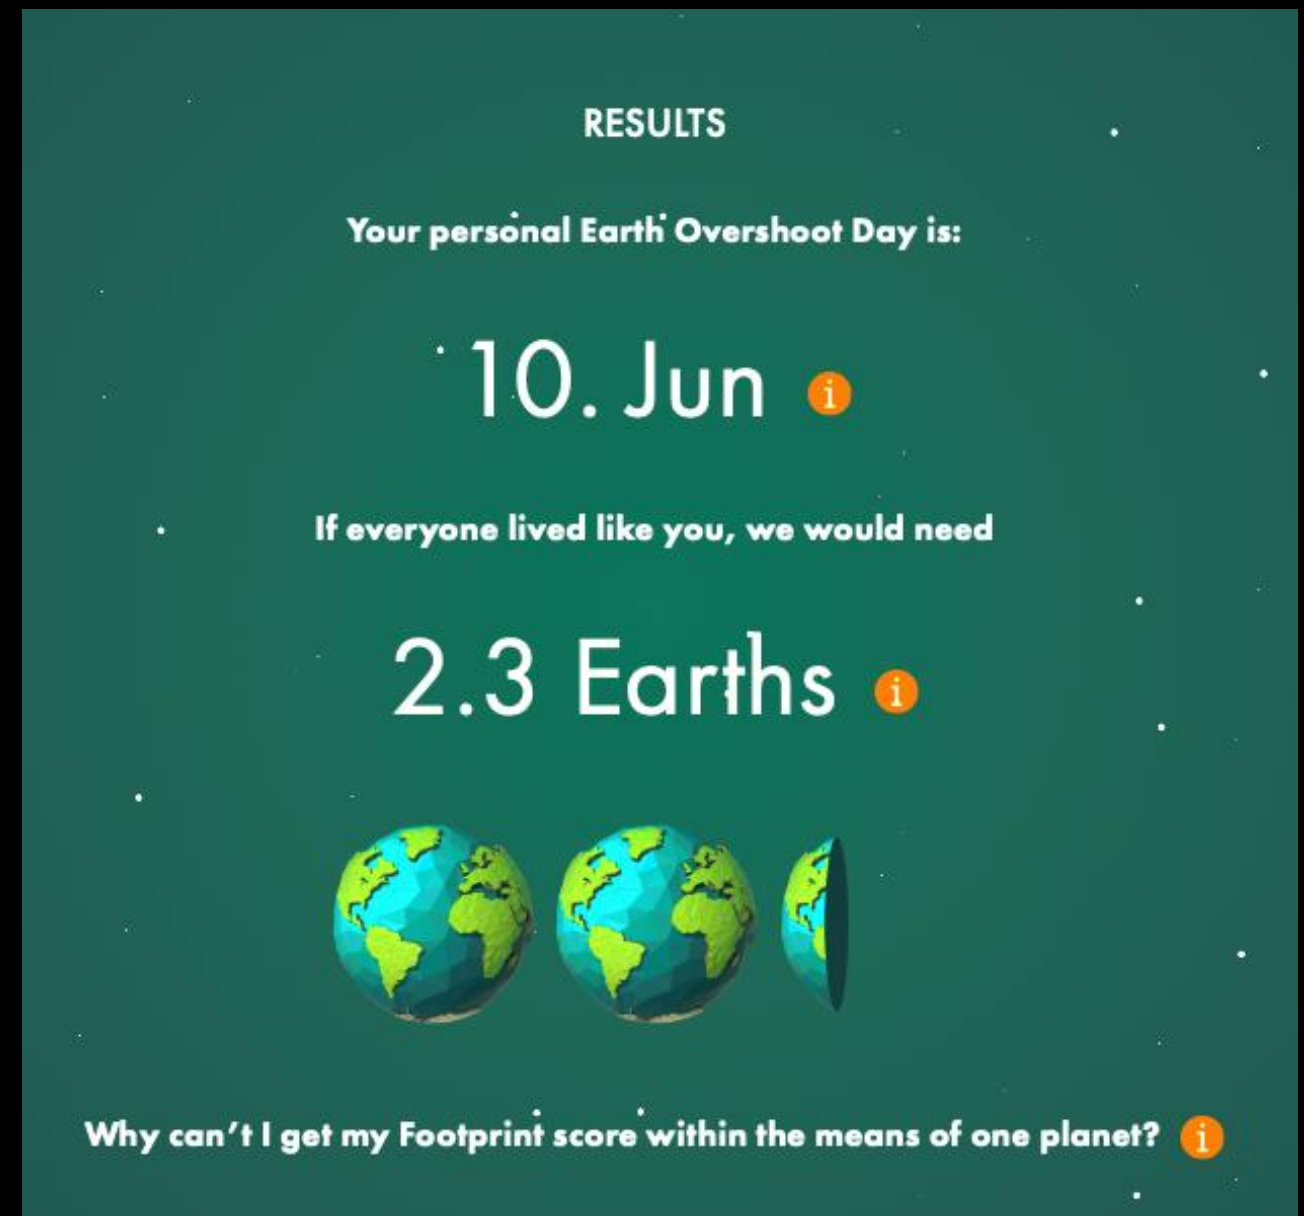 RESULTS
Your personal Earth Overshoot Day is:
10. Jun i
If everyone lived like you, we would need
2.3 Earths i
Why can't I get my Footprint score within the means of one planet? i